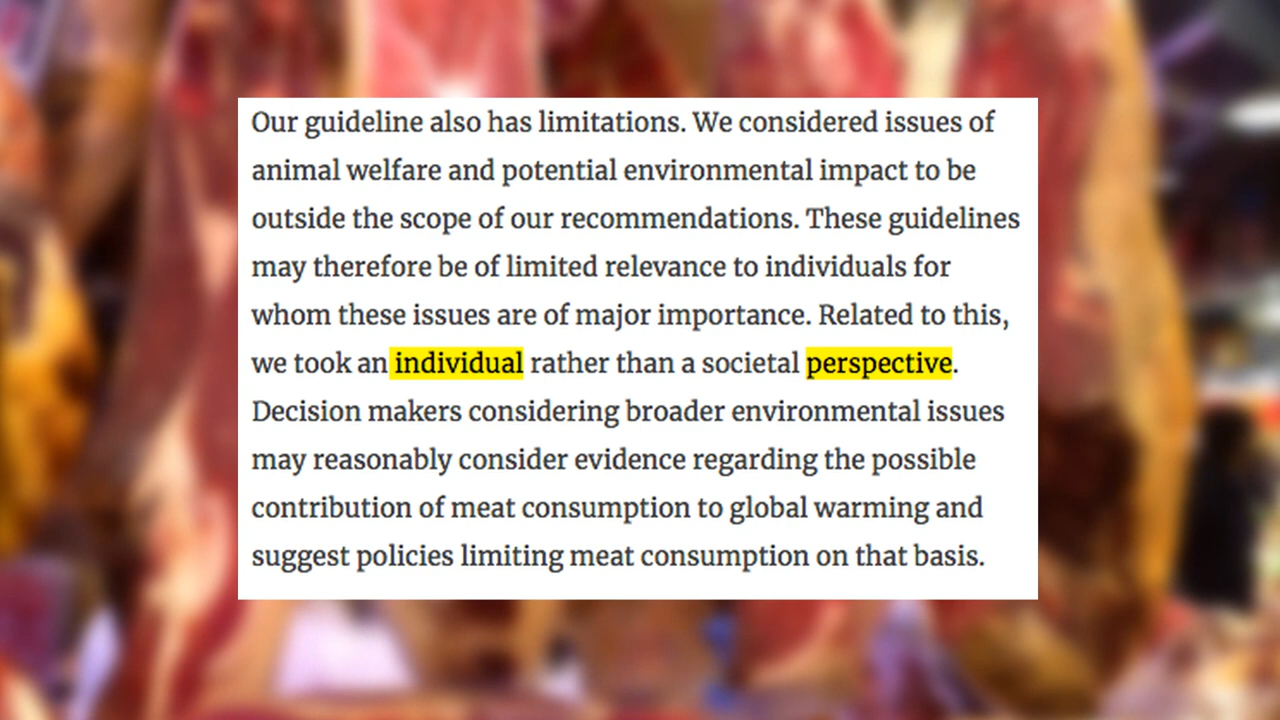 Our guideline also has limitations. We considered issues of
animal welfare and potential environmental impact to be
outside the scope of our recommendations. These guidelines
may therefore be of limited relevance to individuals for
whom these issues are of major importance. Related to this,
we took an individual rather than a societal perspective.
Decision makers considering broader environmental issues
may reasonably consider evidence regarding the possible
contribution of meat consumption to global warming and
suggest policies limiting meat consumption on that basis.